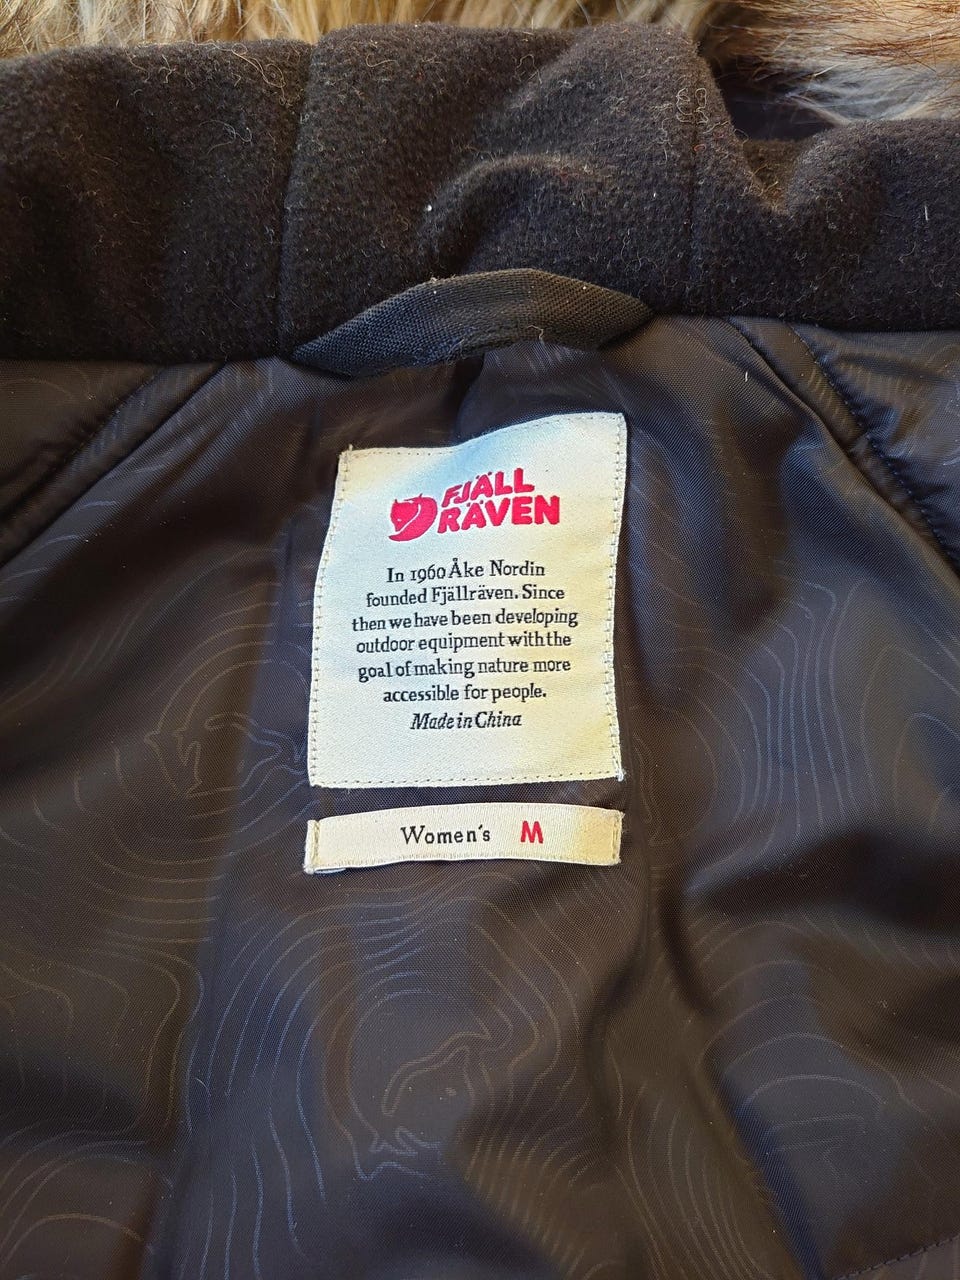 FJÄLL
RÄVEN
In 1960 Åke Nordin
founded Fjällräven. Since
then we have been developing
outdoor equipment with the
goal of making nature more
accessible for people.
Made in China
Women's M